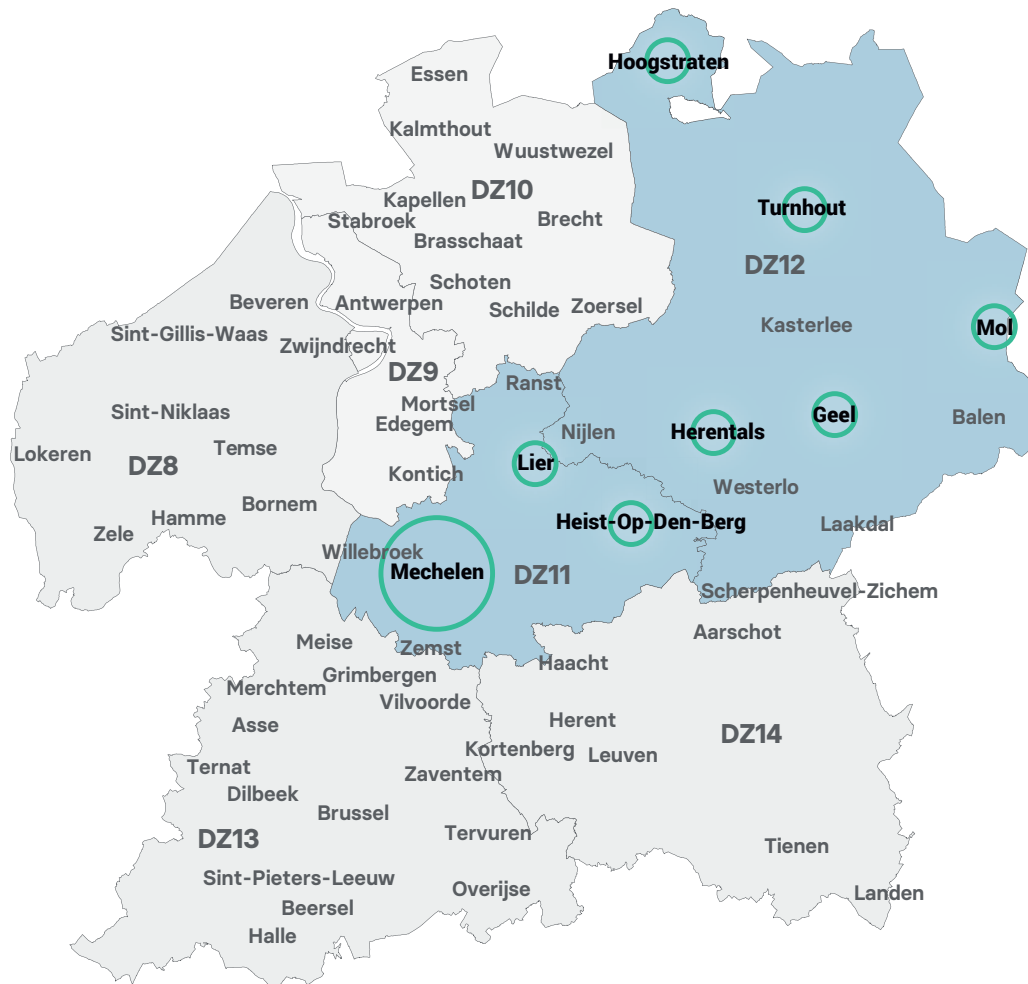 Hoogstraten
Essen
Kalmthout
Wuustwezel
DZ10
Kapellen
Turnhout
Stabroek
Brecht
Brasschaat
DZ12
Schoten
Beveren
Antwerpen
Schilde
Zoersel
Kasterlee
Mol
Sint-Gillis-Waas
Zwijndrecht
DZ9
Ranst
Mortsel
Sint-Niklaas
Geel
Balen
Edegem
Nijlen
Herentals
Temse
Lokeren
DZ8
Lier
Kontich
Westerlo
Bornem
Hamme
Heist-Op-Den-Berg
Laakdal
Zele
Willebroek
Mechelen
DZ11
Scherpenheuvel-Zichem
Aarschot
Meise
Zemst
Haacht
Grimbergen
Merchtem
Vilvoorde
Herent
Asse
DZ14
Kortenberg
Leuven
Ternat
Zaventem
Dilbeek
Brussel
Tervuren
DZ13
Tienen
Sint-Pieters-Leeuw
Overijse
Landen
Beersel
Halle